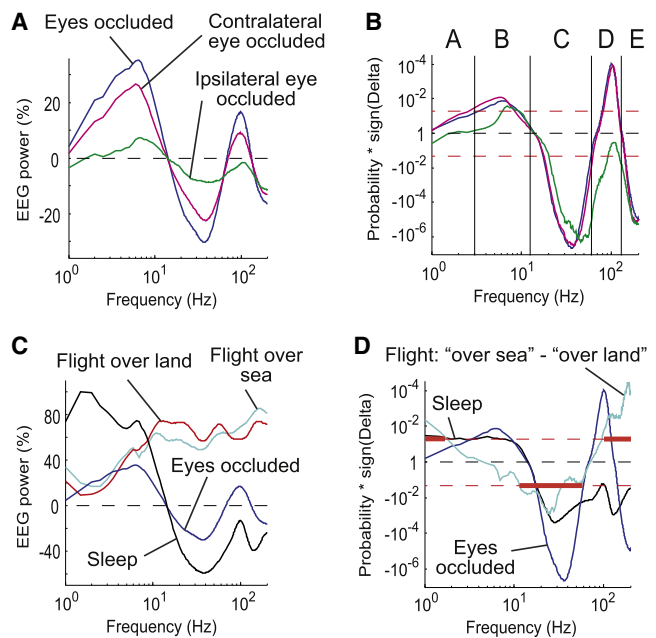 A
Eyes occluded
Contralateral
eye occluded
Ipsilateral eye
occluded
EEG power (%)
20
0
-20
10^0
10^1
10^2
Frequency (Hz)
B
A B C D E
Probability * sign(Delta)
10^-4
10^-2
1
-10^-2
-10^-4
-10^-6
10^0
10^1
10^2
Frequency (Hz)
C
Flight over land
Flight over
sea
Eyes occluded
Sleep
EEG power (%)
80
40
0
-40
10^0
10^1
10^2
Frequency (Hz)
D
Flight: “over sea” - “over land”
Sleep
Eyes
occluded
Probability * sign(Delta)
10^-4
10^-2
1
-10^-2
-10^-4
-10^-6
10^0
10^1
10^2
Frequency (Hz)